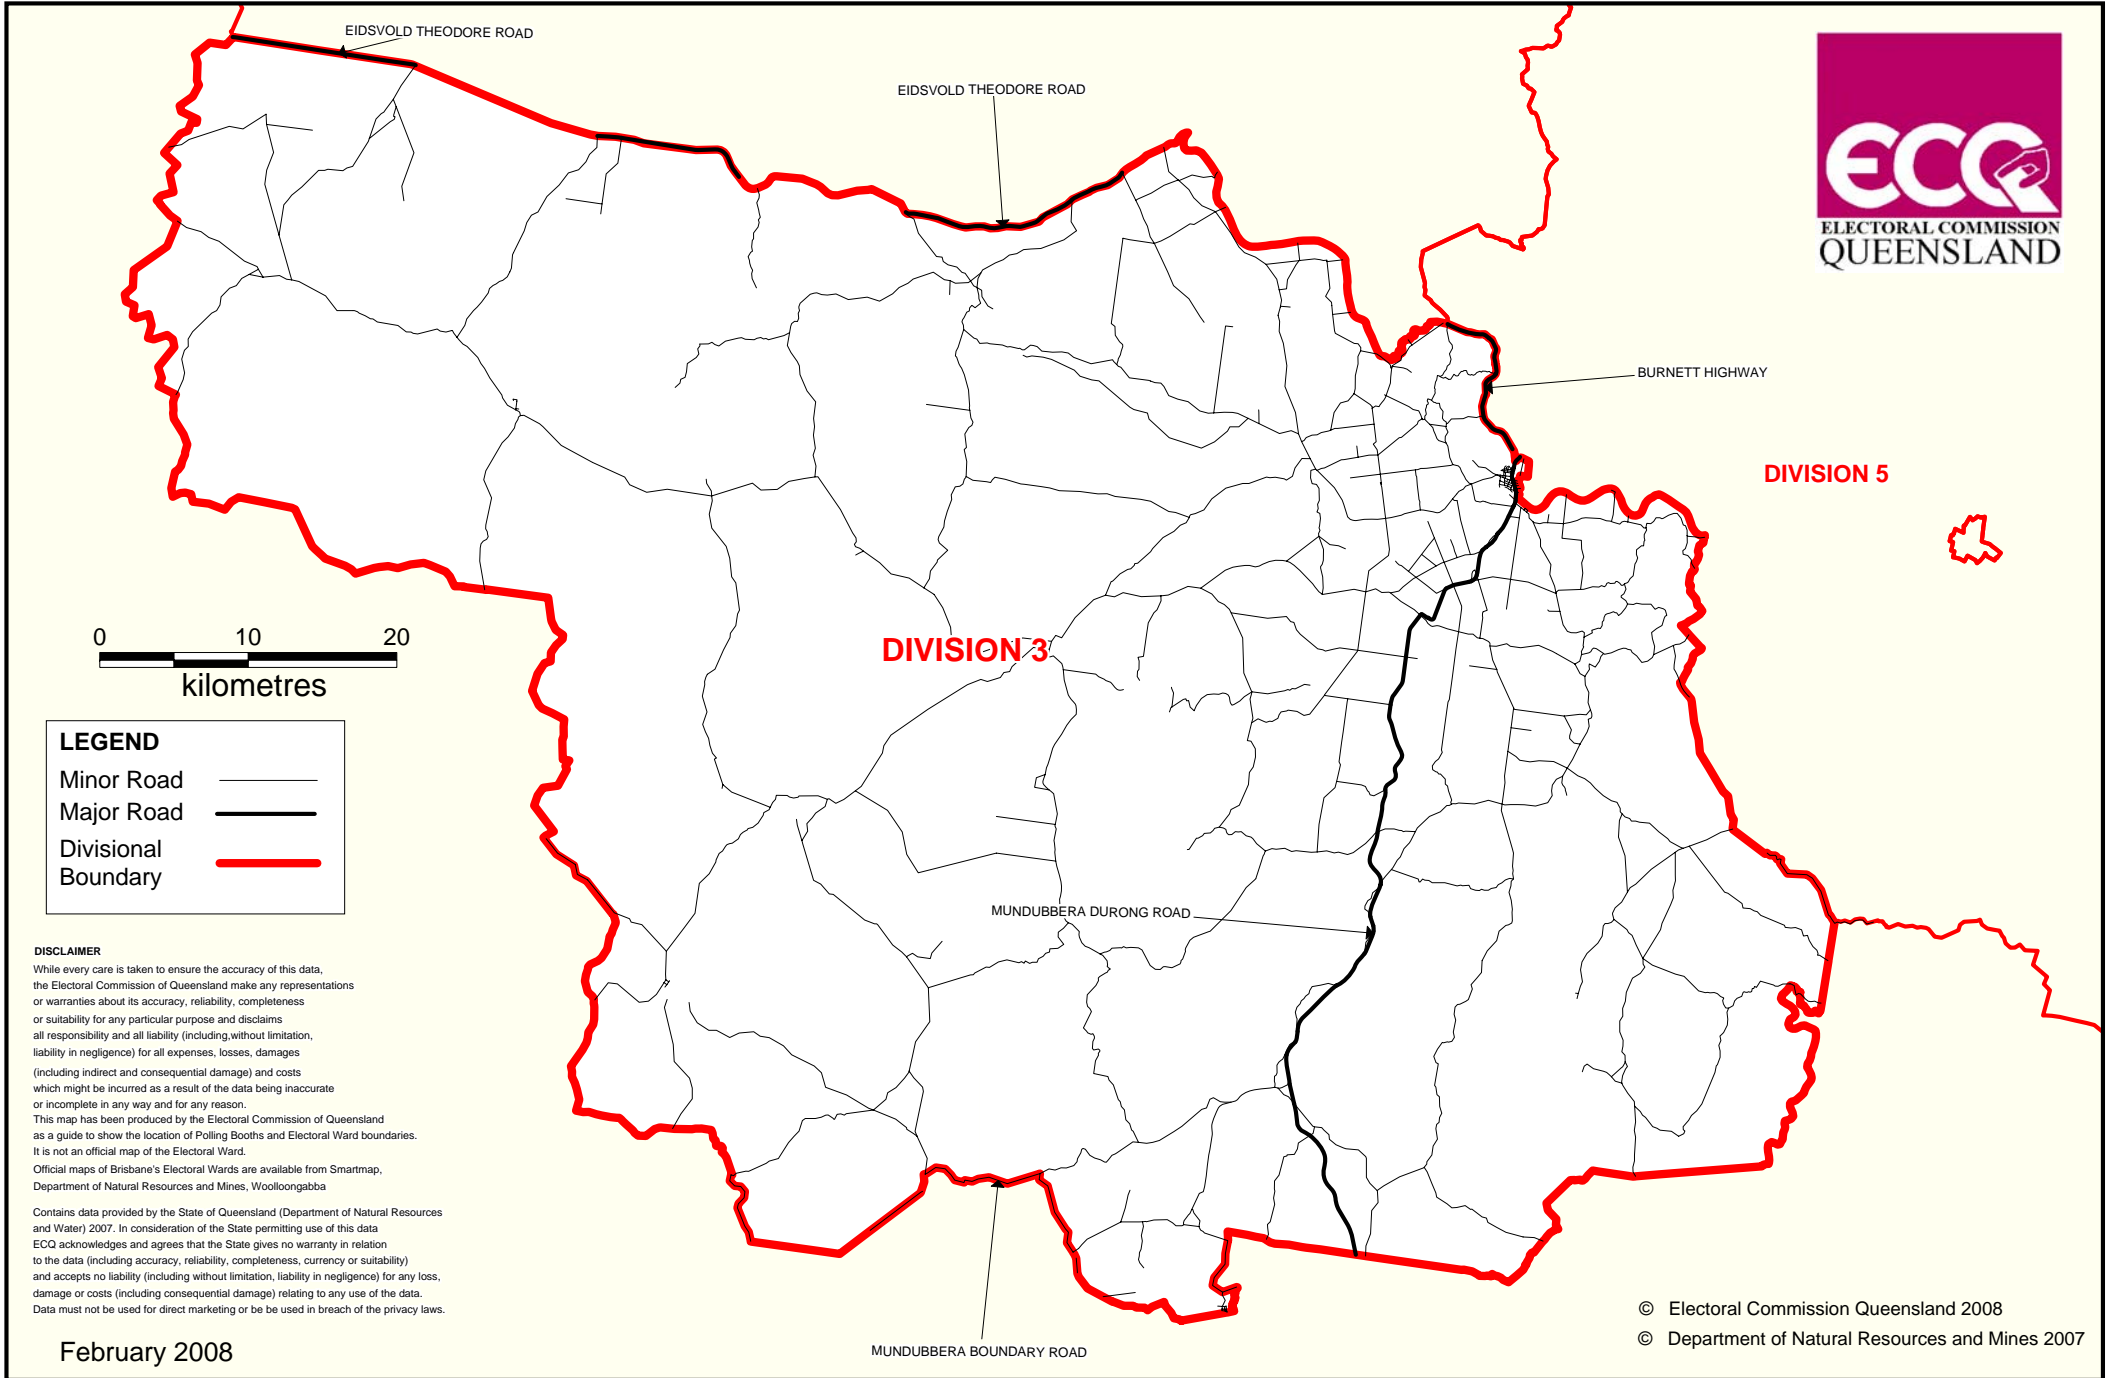 EIDSVOLD THEODORE ROAD
EIDSVOLD THEODORE ROAD
ECQ
ELECTORAL COMMISSION
QUEENSLAND
BURNETT HIGHWAY
DIVISION 5
DIVISION 3
0 10 20
kilometres
LEGEND
Minor Road
Major Road
Divisional
Boundary
MUNDUBBERA DURONG ROAD
DISCLAIMER
While every care is taken to ensure the accuracy of this data,
the Electoral Commission of Queensland make any representations
or warranties about its accuracy, reliability, completeness
or suitability for any particular purpose and disclaims
all responsibility and all liability (including,without limitation,
liability in negligence) for all expenses, losses, damages
(including indirect and consequential damage) and costs
which might be incurred as a result of the data being inaccurate
or incomplete in any way and for any reason.
This map has been produced by the Electoral Commission of Queensland
as a guide to show the location of Polling Booths and Electoral Ward boundaries.
It is not an official map of the Electoral Ward.
Official maps of Brisbane's Electoral Wards are available from Smartmap,
Department of Natural Resources and Mines, Woolloongabba
Contains data provided by the State of Queensland (Department of Natural Resources
and Water) 2007. In consideration of the State permitting use of this data
ECQ acknowledges and agrees that the State gives no warranty in relation
to the data (including accuracy, reliability, completeness, currency or suitability)
and accepts no liability (including without limitation, liability in negligence) for any loss,
damage or costs (including consequential damage) relating to any use of the data.
Data must not be used for direct marketing or be be used in breach of the privacy laws.
February 2008
MUNDUBBERA BOUNDARY ROAD
© Electoral Commission Queensland 2008
© Department of Natural Resources and Mines 2007